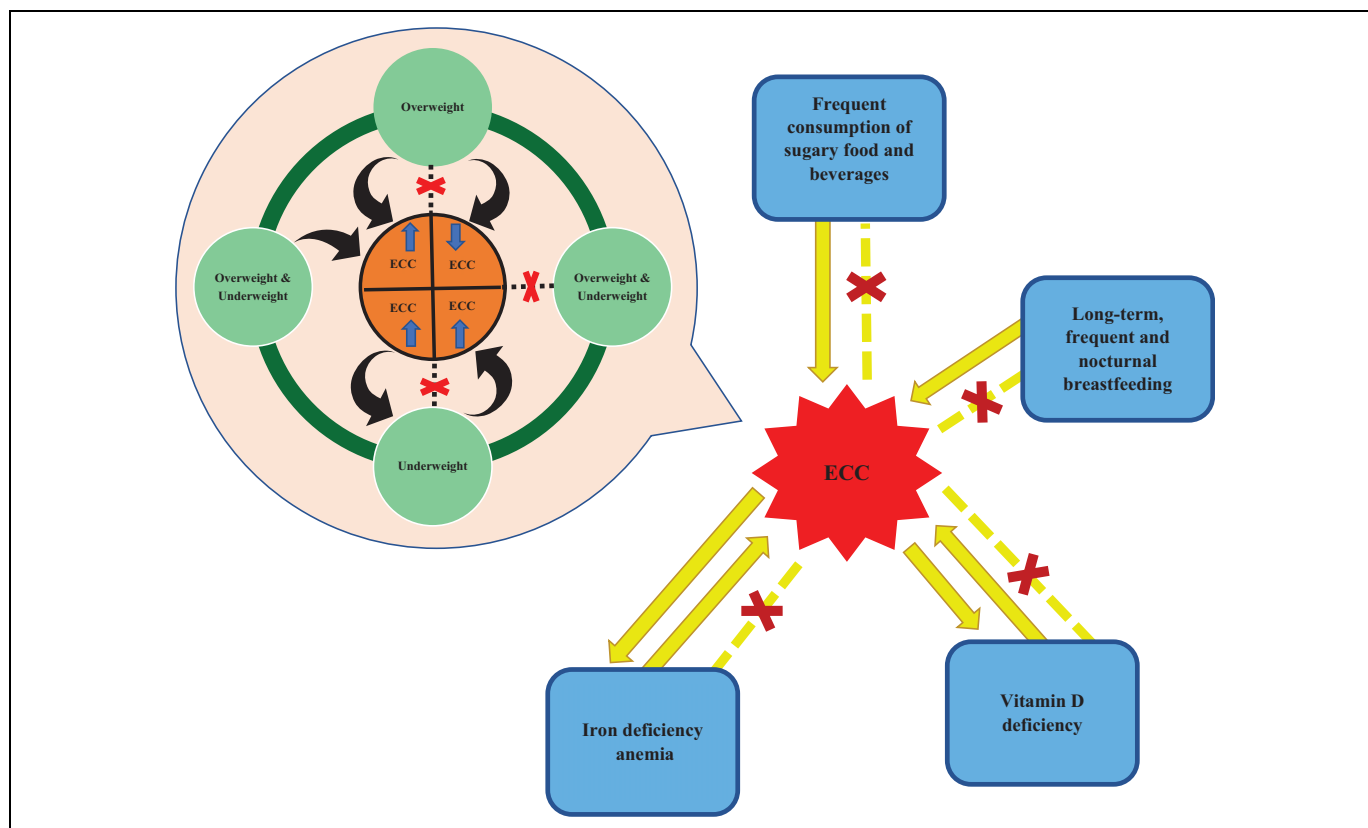 Overweight
Overweight &
Underweight
ECC
ECC
ECC
ECC
Overweight &
Underweight
Underweight
Frequent
consumption of
sugary food and
beverages
Long-term,
frequent and
nocturnal
breastfeeding
ECC
Iron deficiency
anemia
Vitamin D
deficiency